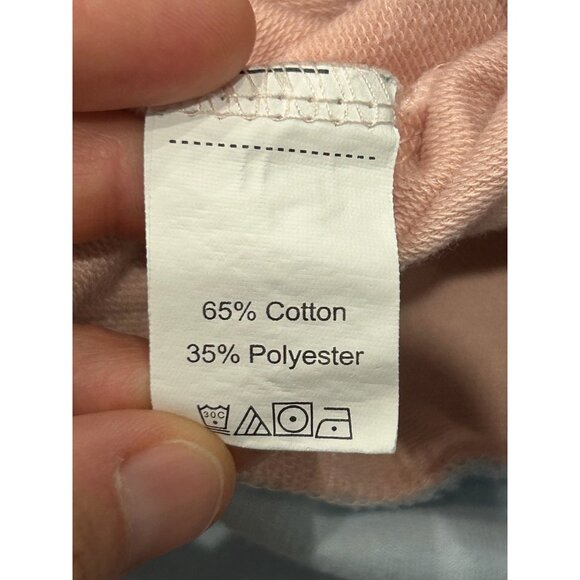 65% Cotton
35% Polyester
30C